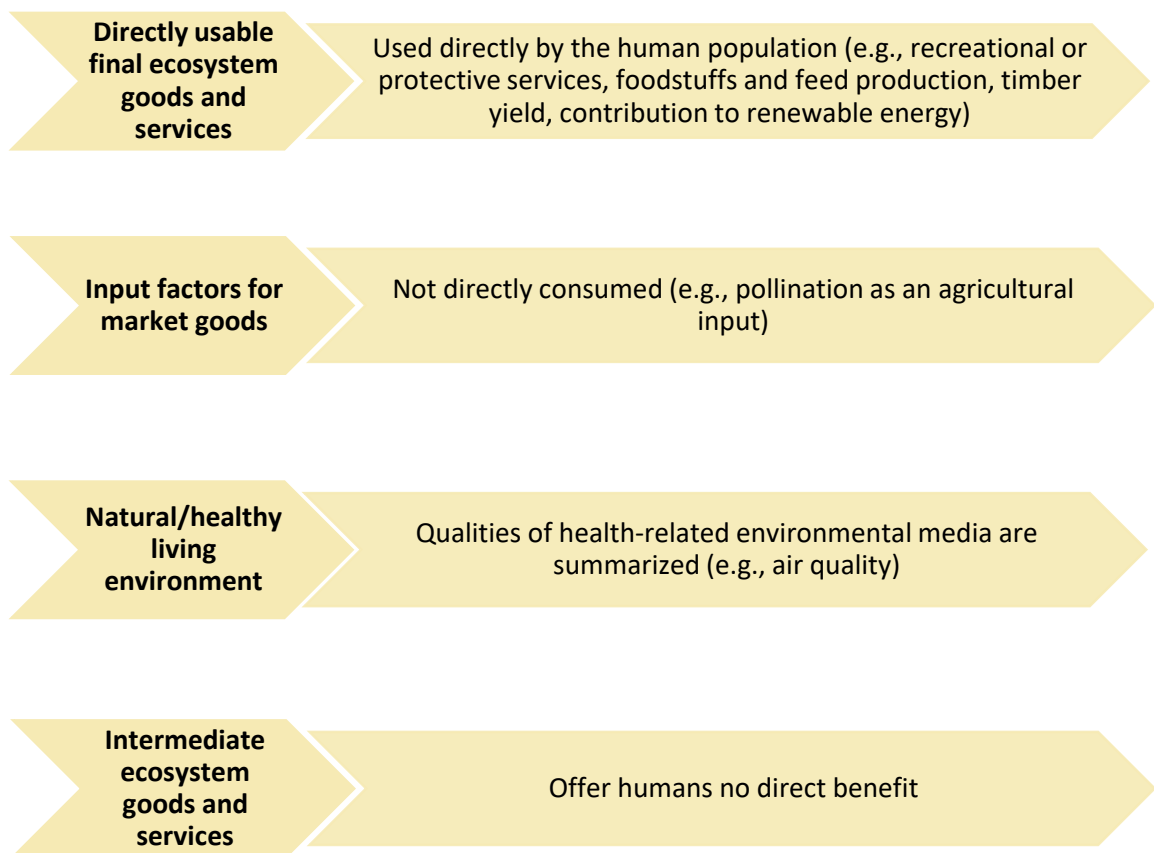 Directly usable
final ecosystem
goods and
services
Used directly by the human population (e.g., recreational or
protective services, foodstuffs and feed production, timber
yield, contribution to renewable energy)
Input factors for
market goods
Not directly consumed (e.g., pollination as an agricultural
input)
Natural/healthy
living
environment
Qualities of health-related environmental media are
summarized (e.g., air quality)
Intermediate
ecosystem
goods and
services
Offer humans no direct benefit